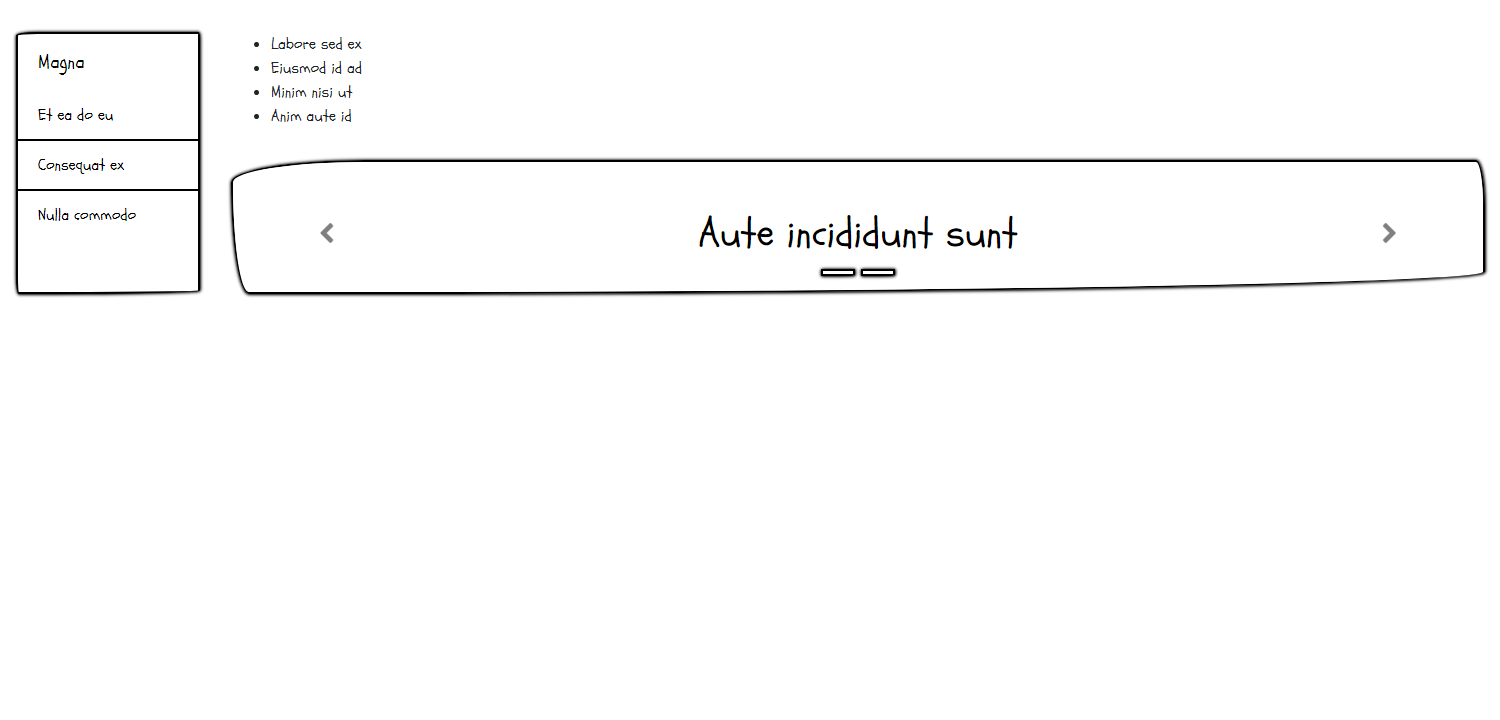 Magna
Et ea do eu
Consequat ex
Nulla commodo
Labore sed ex
Eiusmod id ad
Minim nisi ut
Anim aute id
Aute incididunt sunt